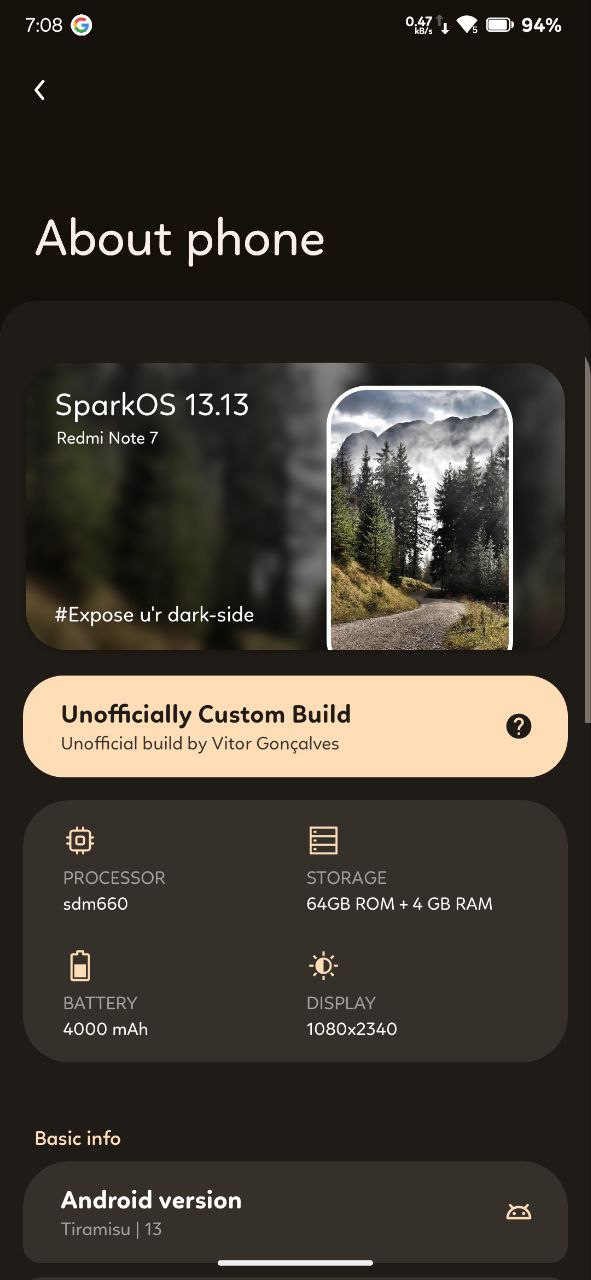 7:08
0.47
kB/s
5
94%
About phone
SparkOS 13.13
Redmi Note 7
#Expose u'r dark-side
Unofficially Custom Build
Unofficial build by Vitor Gonçalves
PROCESSOR
sdm660
STORAGE
64GB ROM + 4 GB RAM
BATTERY
4000 mAh
DISPLAY
1080x2340
Basic info
Android version
Tiramisu | 13